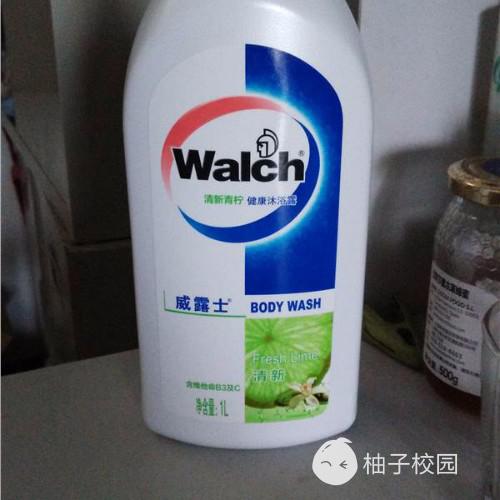 Walch®
清新青柠 健康沐浴露
威露士®
BODY WASH
Fresh Lime
清新
含维他命B3及C
净含量: 1L
500g
柚子校园